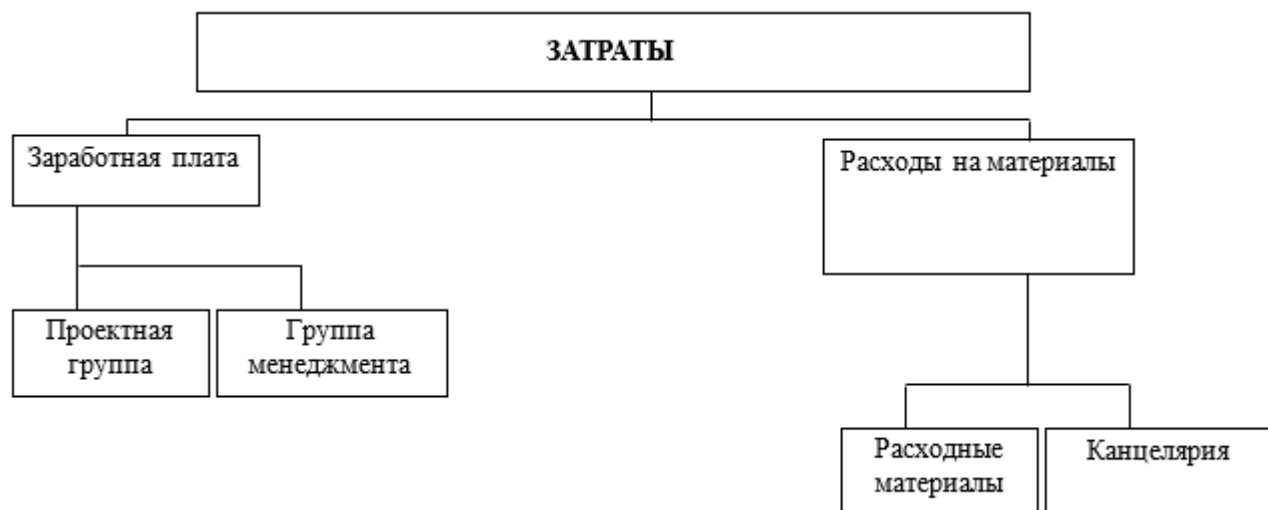 ЗАТРАТЫ
Заработная плата
Расходы на материалы
Проектная
группа
Группа
менеджмента
Расходные
материалы
Канцелярия